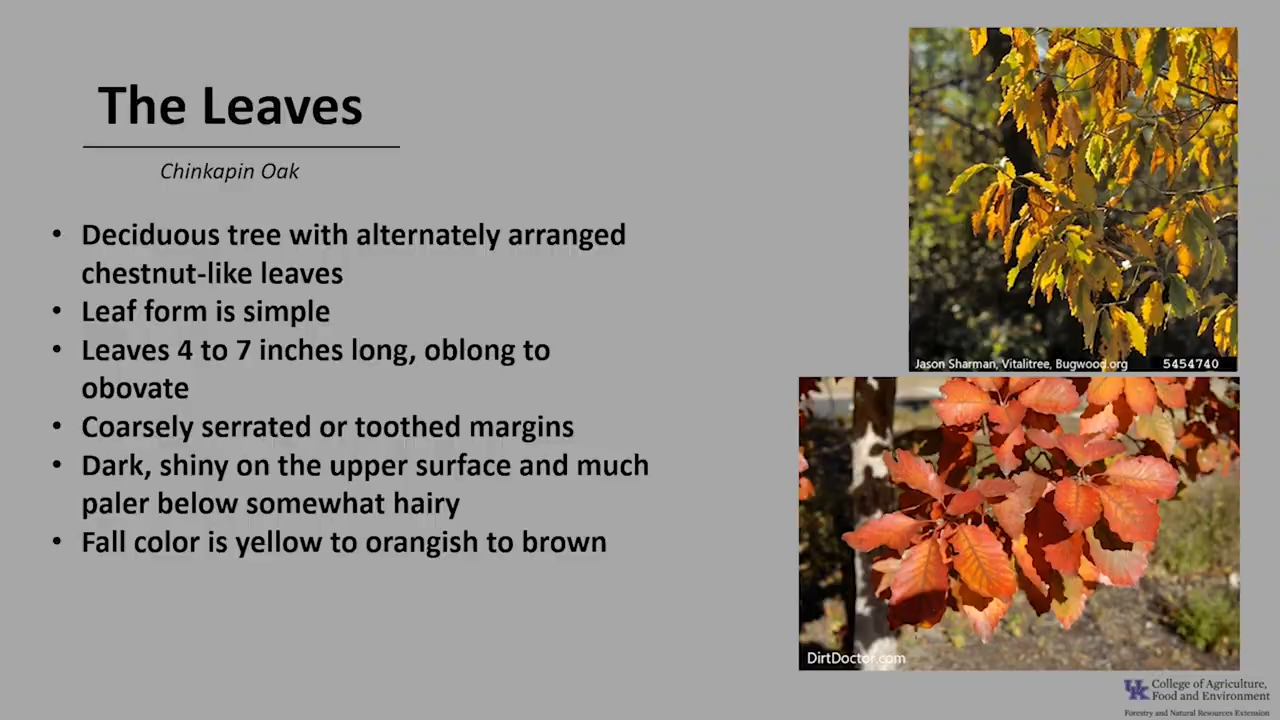 The Leaves
Chinkapin Oak
• Deciduous tree with alternately arranged
chestnut-like leaves
• Leaf form is simple
• Leaves 4 to 7 inches long, oblong to
obovate
• Coarsely serrated or toothed margins
• Dark, shiny on the upper surface and much
paler below somewhat hairy
• Fall color is yellow to orangish to brown
Jason Sharman, Vitalitree, Bugwood.org 5454740
DirtDoctor.com
UK College of Agriculture,
Food and Environment
Forestry and Natural Resources Extension